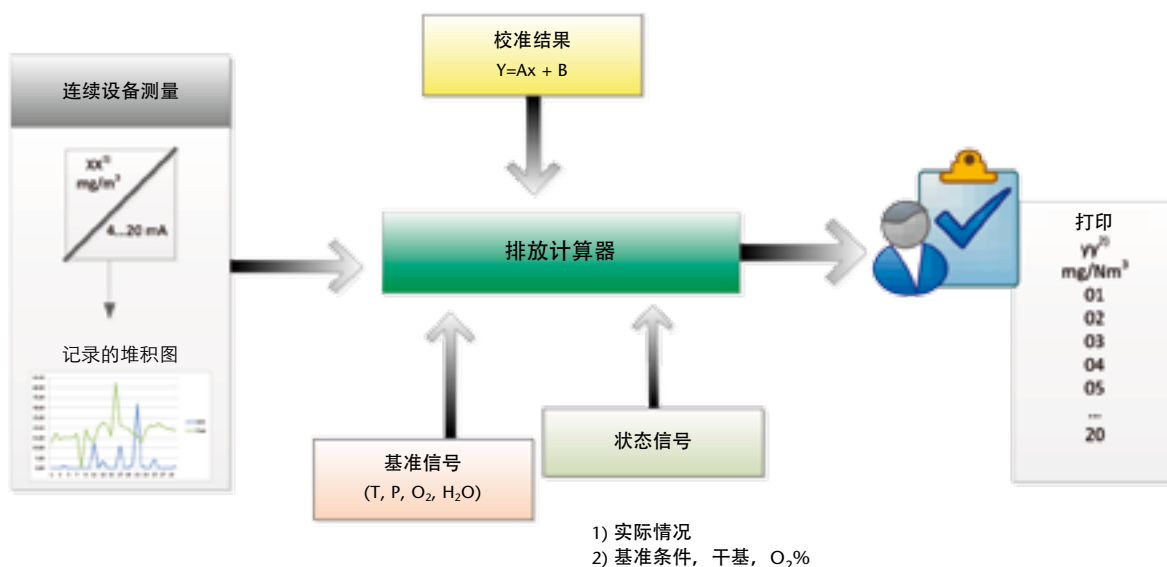 校准结果
Y=Ax + B
连续设备测量
XX¹⁾
mg/m³
4...20 mA
记录的堆积图
排放计算器
打印
yy²⁾
mg/Nm³
01
02
03
04
05
...
20
状态信号
基准信号
(T, P, O₂, H₂O)
1) 实际情况
2) 基准条件，干基，O₂%